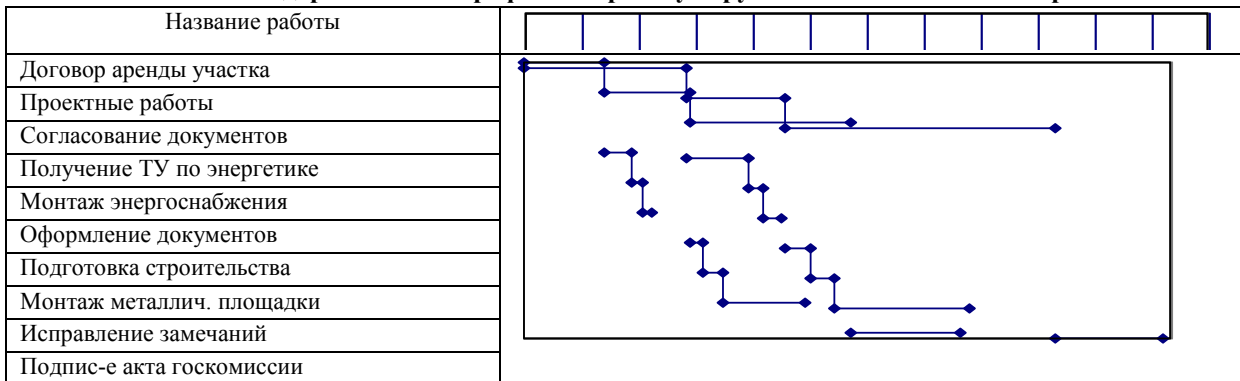 Название работы
Договор аренды участка
Проектные работы
Согласование документов
Получение ТУ по энергетике
Монтаж энергоснабжения
Оформление документов
Подготовка строительства
Монтаж металлич. площадки
Исправление замечаний
Подпис-е акта госкомиссии